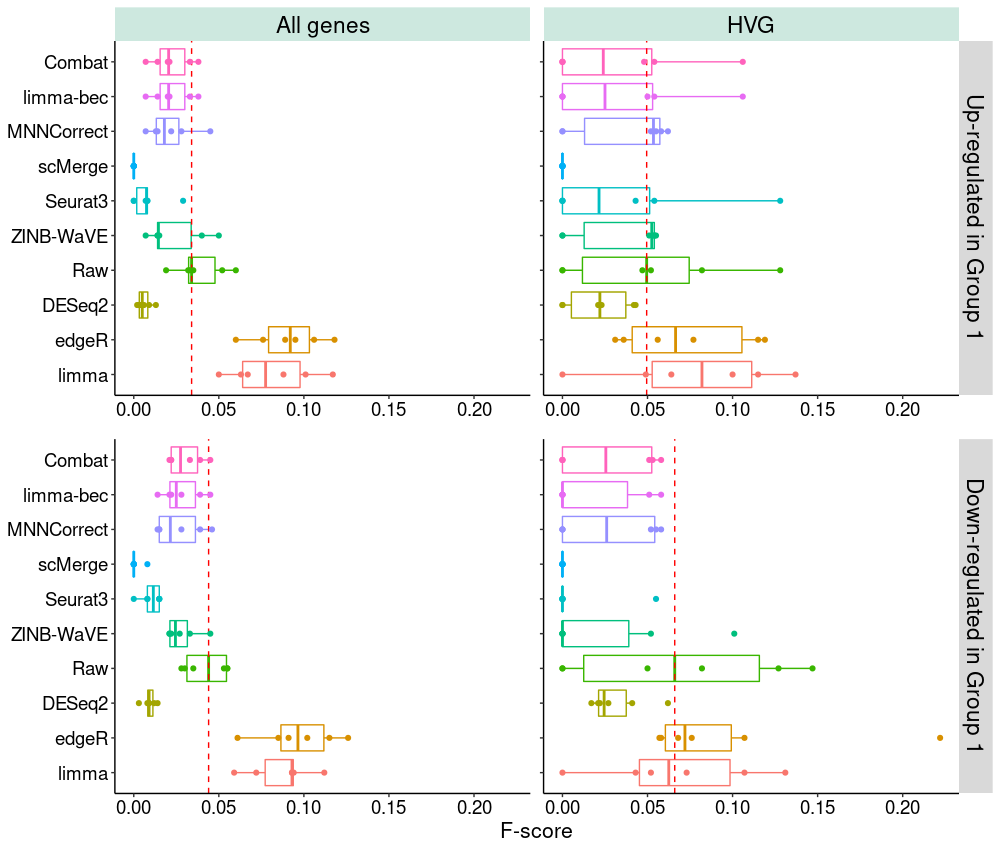 All genes HVG
Combat
limma-bec
MNNCorrect
scMerge
Seurat3
ZINB-WaVE
Raw
DESeq2
edgeR
limma
Up-regulated in Group 1
0.00 0.05 0.10 0.15 0.20 0.00 0.05 0.10 0.15 0.20
Combat
limma-bec
MNNCorrect
scMerge
Seurat3
ZINB-WaVE
Raw
DESeq2
edgeR
limma
Down-regulated in Group 1
0.00 0.05 0.10 0.15 0.20 0.00 0.05 0.10 0.15 0.20
F-score